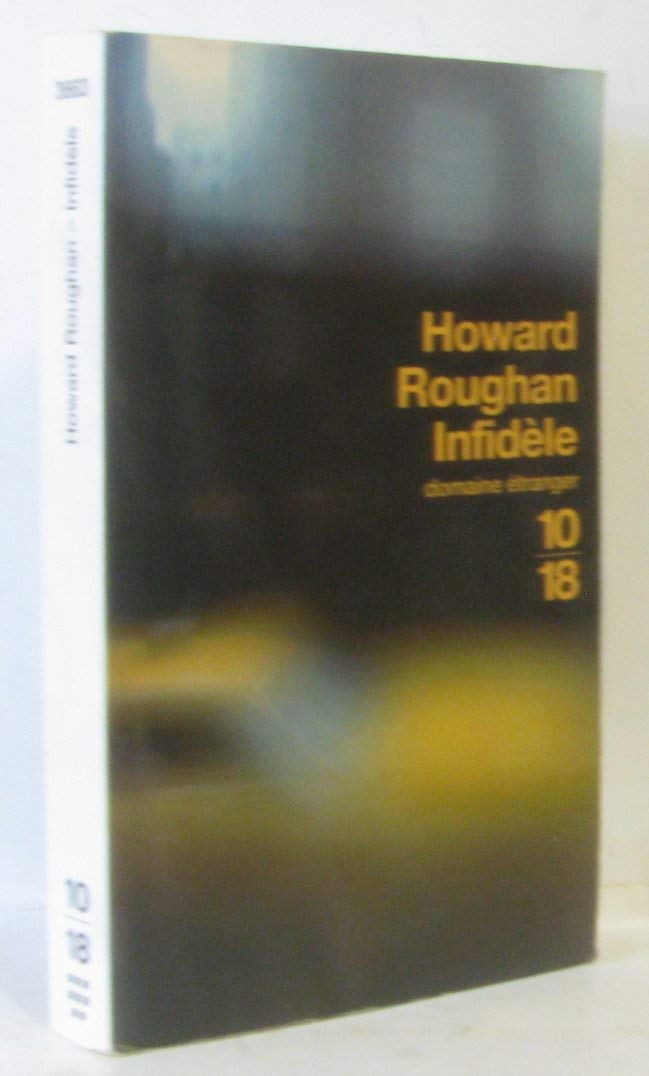 Howard
Roughan
Infidèle
domaine étranger
10
18
Howard Roughan > Infidèle
10
18